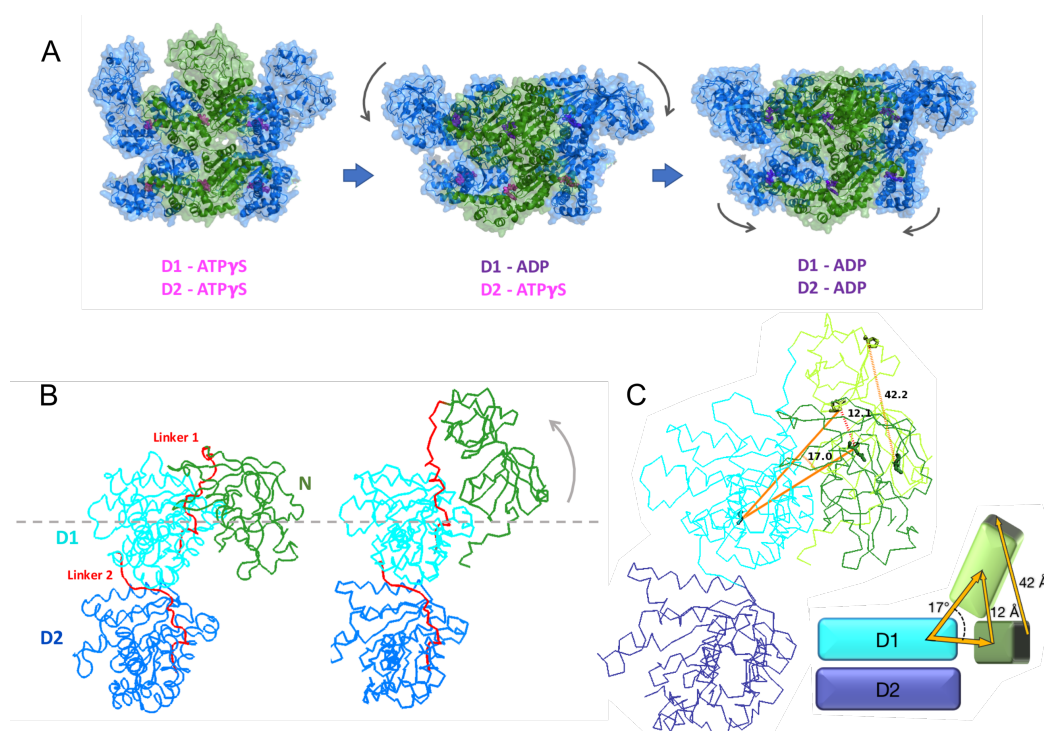 A
D1 - ATPγS
D2 - ATPγS
D1 - ADP
D2 - ATPγS
D1 - ADP
D2 - ADP
B
Linker 1
N
D1
Linker 2
D2
C
42.2
12.1
17.0
42 Å
17°
12 Å
D1
D2